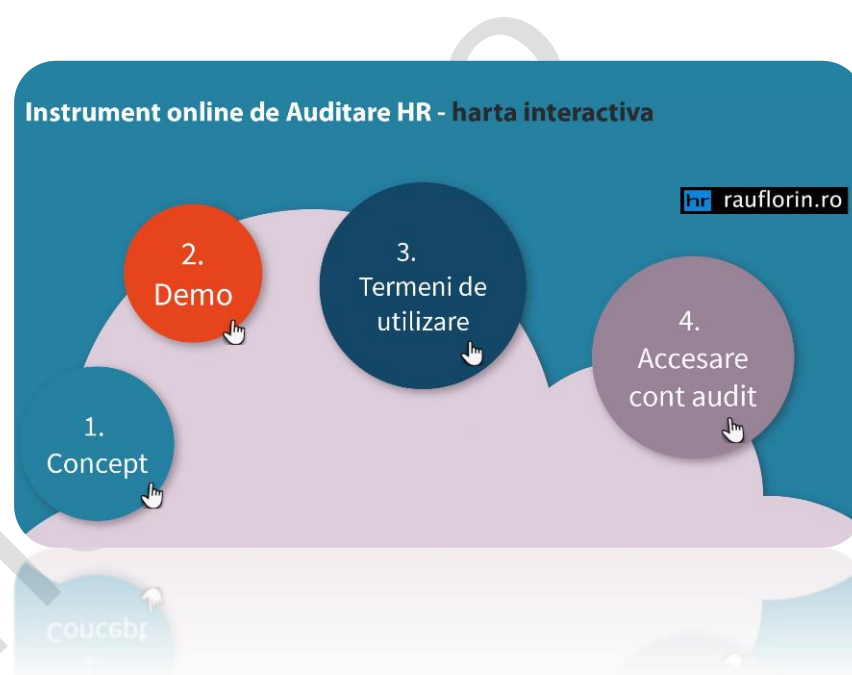 Instrument online de Auditare HR - harta interactiva
hr rauflorin.ro
1.
Concept
2.
Demo
3.
Termeni de
utilizare
4.
Accesare
cont audit